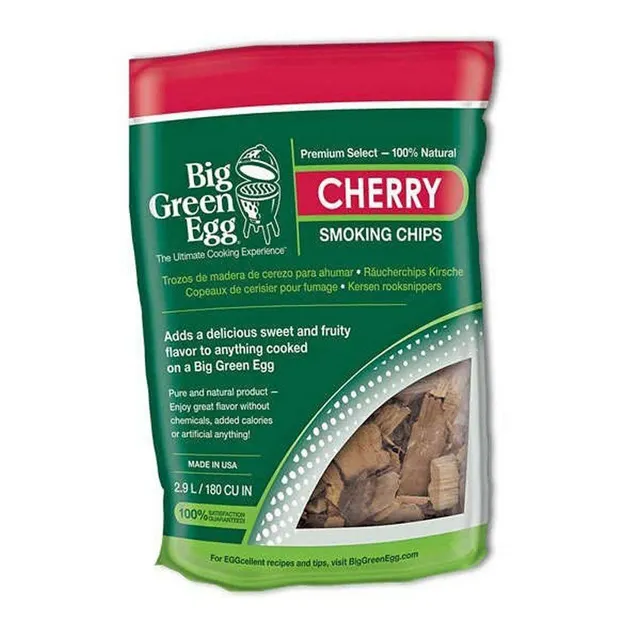 Big
Green
Egg®
The Ultimate Cooking Experience™
Premium Select — 100% Natural
CHERRY
SMOKING CHIPS
Trozos de madera de cerezo para ahumar • Räucherchips Kirsche
Copeaux de cerisier pour fumage • Kersen rooksnippers
Adds a delicious sweet and fruity
flavor to anything cooked
on a Big Green Egg
Pure and natural product —
Enjoy great flavor without
chemicals, added calories
or artificial anything!
MADE IN USA
2.9 L / 180 CU IN
100% SATISFACTION
GUARANTEED!
For EGGcellent recipes and tips, visit BigGreenEgg.com